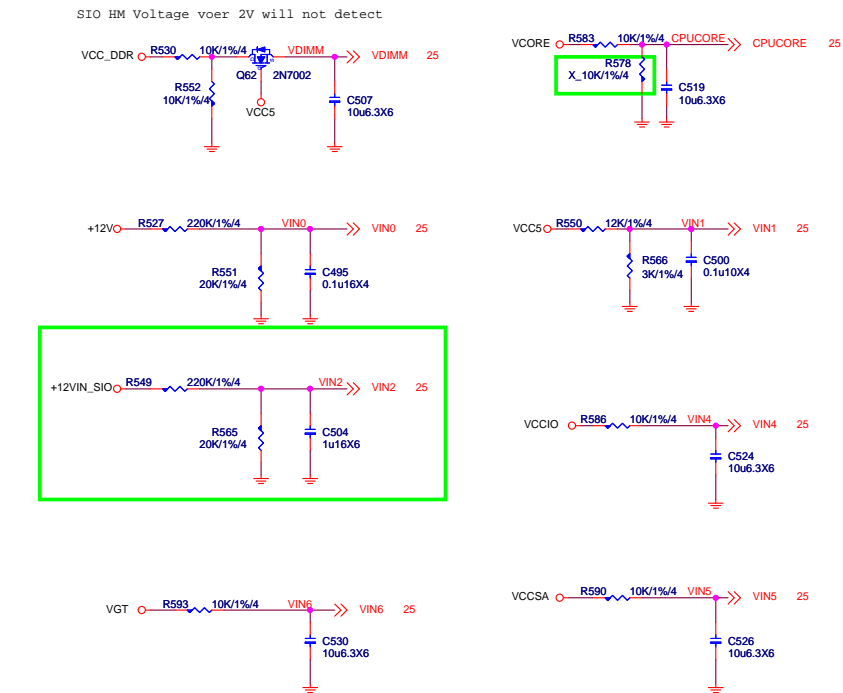 SIO HM Voltage voer 2V will not detect
VCC_DDR R530 10K/1%/4 VDIMM VDIMM 25
Q62 2N7002
R552
10K/1%/4
VCC5
C507
10u6.3X6
VCORE R583 10K/1%/4 CPUCORE CPUCORE 25
R578
X_10K/1%/4
C519
10u6.3X6
+12V R527 220K/1%/4 VIN0 VIN0 25
R551
20K/1%/4
C495
0.1u16X4
VCC5 R550 12K/1%/4 VIN1 VIN1 25
R566
3K/1%/4
C500
0.1u10X4
+12VIN_SIO R549 220K/1%/4 VIN2 VIN2 25
R565
20K/1%/4
C504
1u16X6
VCCIO R586 10K/1%/4 VIN4 VIN4 25
C524
10u6.3X6
VGT R593 10K/1%/4 VIN6 VIN6 25
C530
10u6.3X6
VCCSA R590 10K/1%/4 VIN5 VIN5 25
C526
10u6.3X6